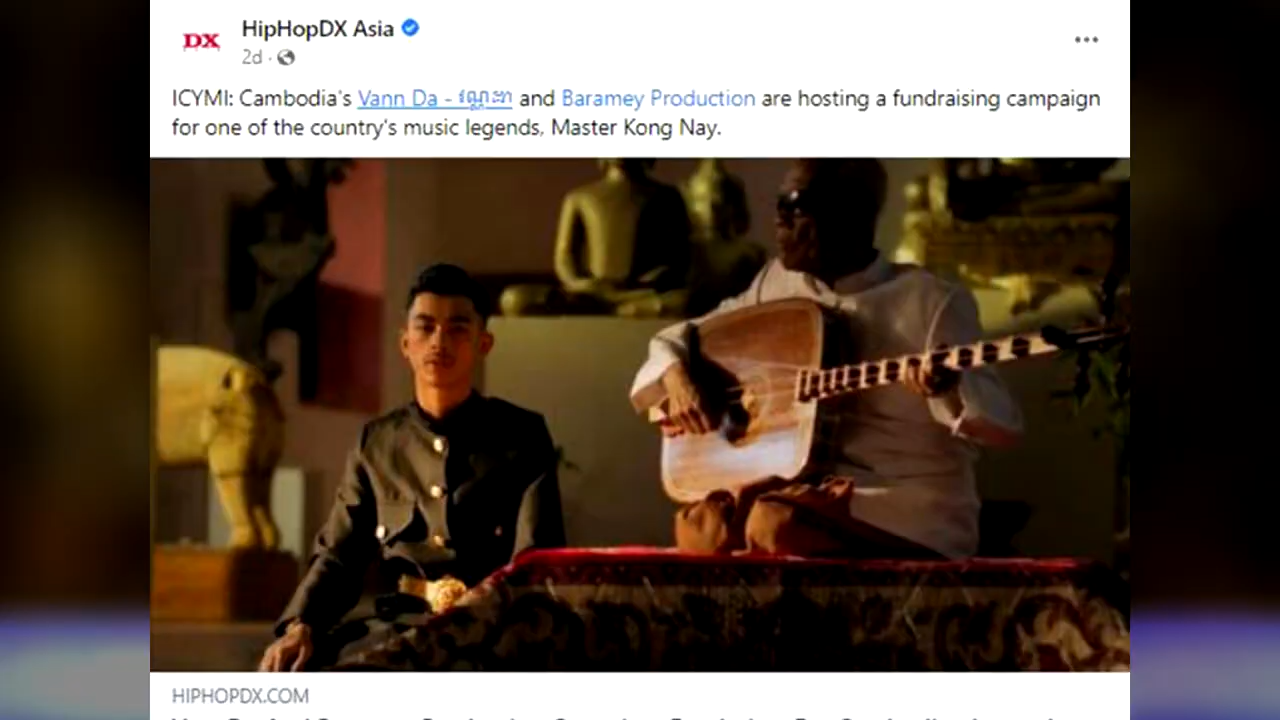 DX
HipHopDX Asia
2d ·
ICYMI: Cambodia's Vann Da - វណ្ណដា and Baramey Production are hosting a fundraising campaign
for one of the country's music legends, Master Kong Nay.
HIPHOPDX.COM